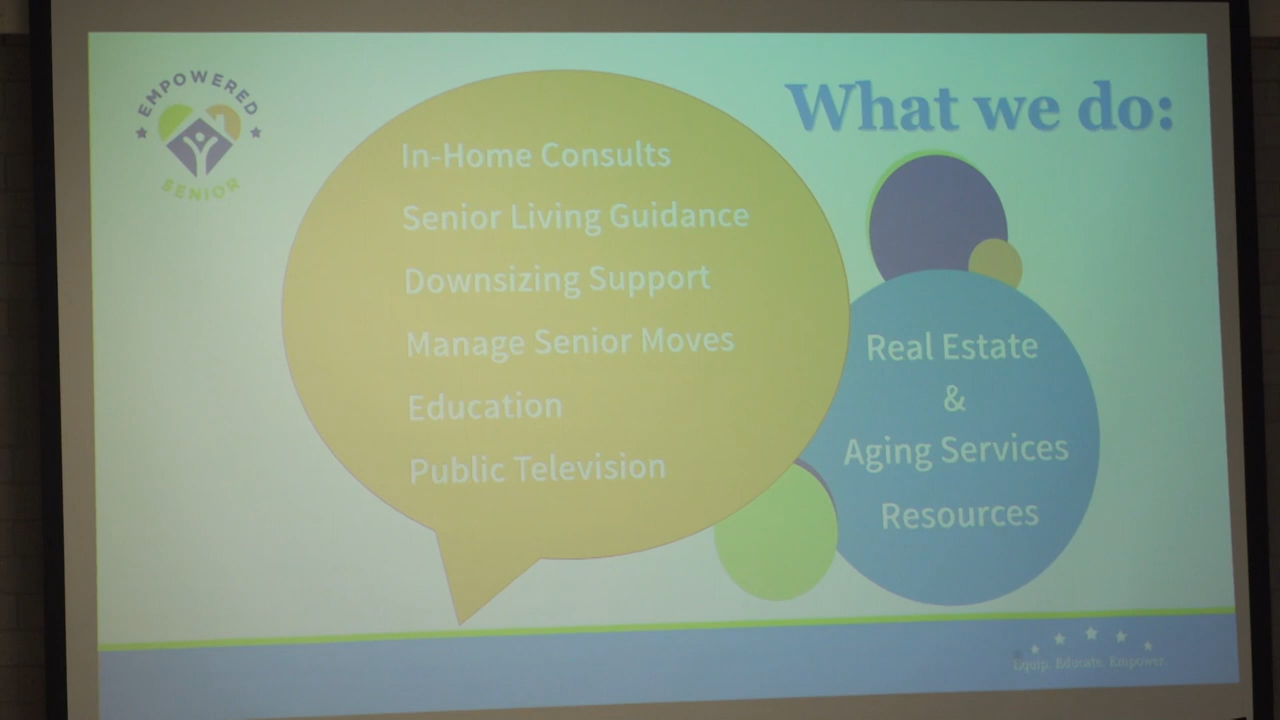 EMPOWERED
SENIOR
What we do:
In-Home Consults
Senior Living Guidance
Downsizing Support
Manage Senior Moves
Education
Public Television
Real Estate
&
Aging Services
Resources
Equip. Educate. Empower.